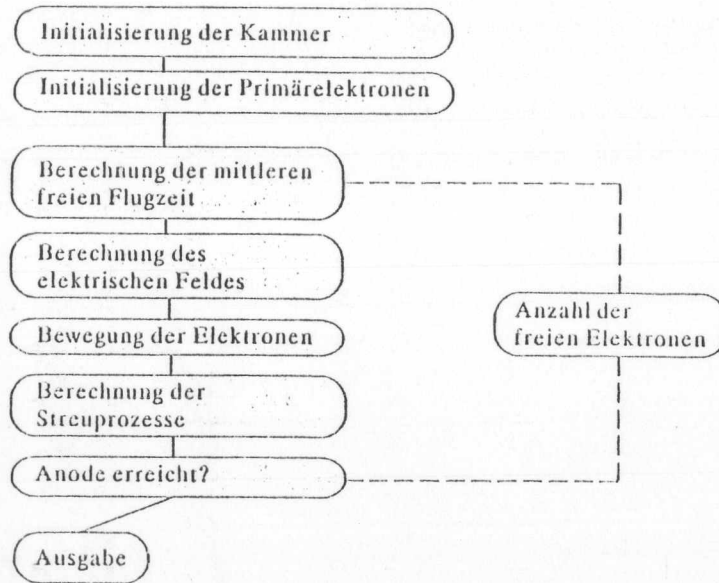 Initialisierung der Kammer
Initialisierung der Primärelektronen
Berechnung der mittleren
freien Flugzeit
Berechnung des
elektrischen Feldes
Bewegung der Elektronen
Berechnung der
Streuprozesse
Anode erreicht?
Ausgabe
Anzahl der
freien Elektronen